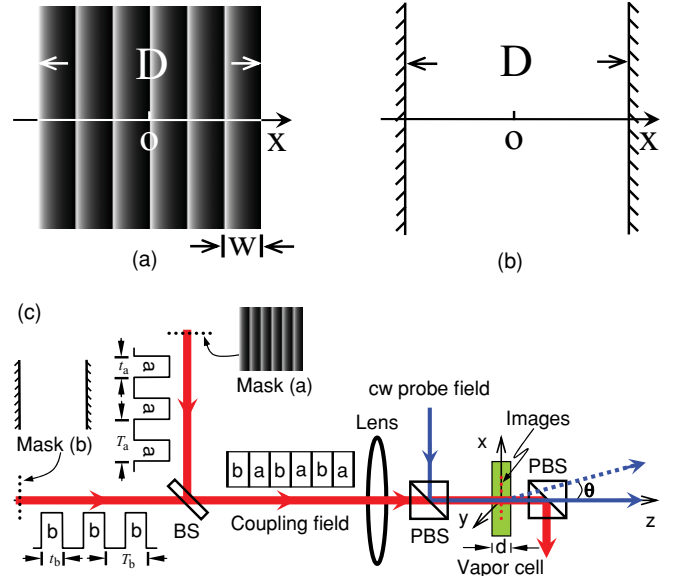 D
D
O
X
O
X
W
(a)
(b)
(c)
t_a
a
a
T_a
a
Mask (a)
Mask (b)
cw probe field
Lens
Images
x
PBS
b a b a b a
θ
BS
Coupling field
PBS
y
z
b b b
d
t_b
T_b
Vapor cell